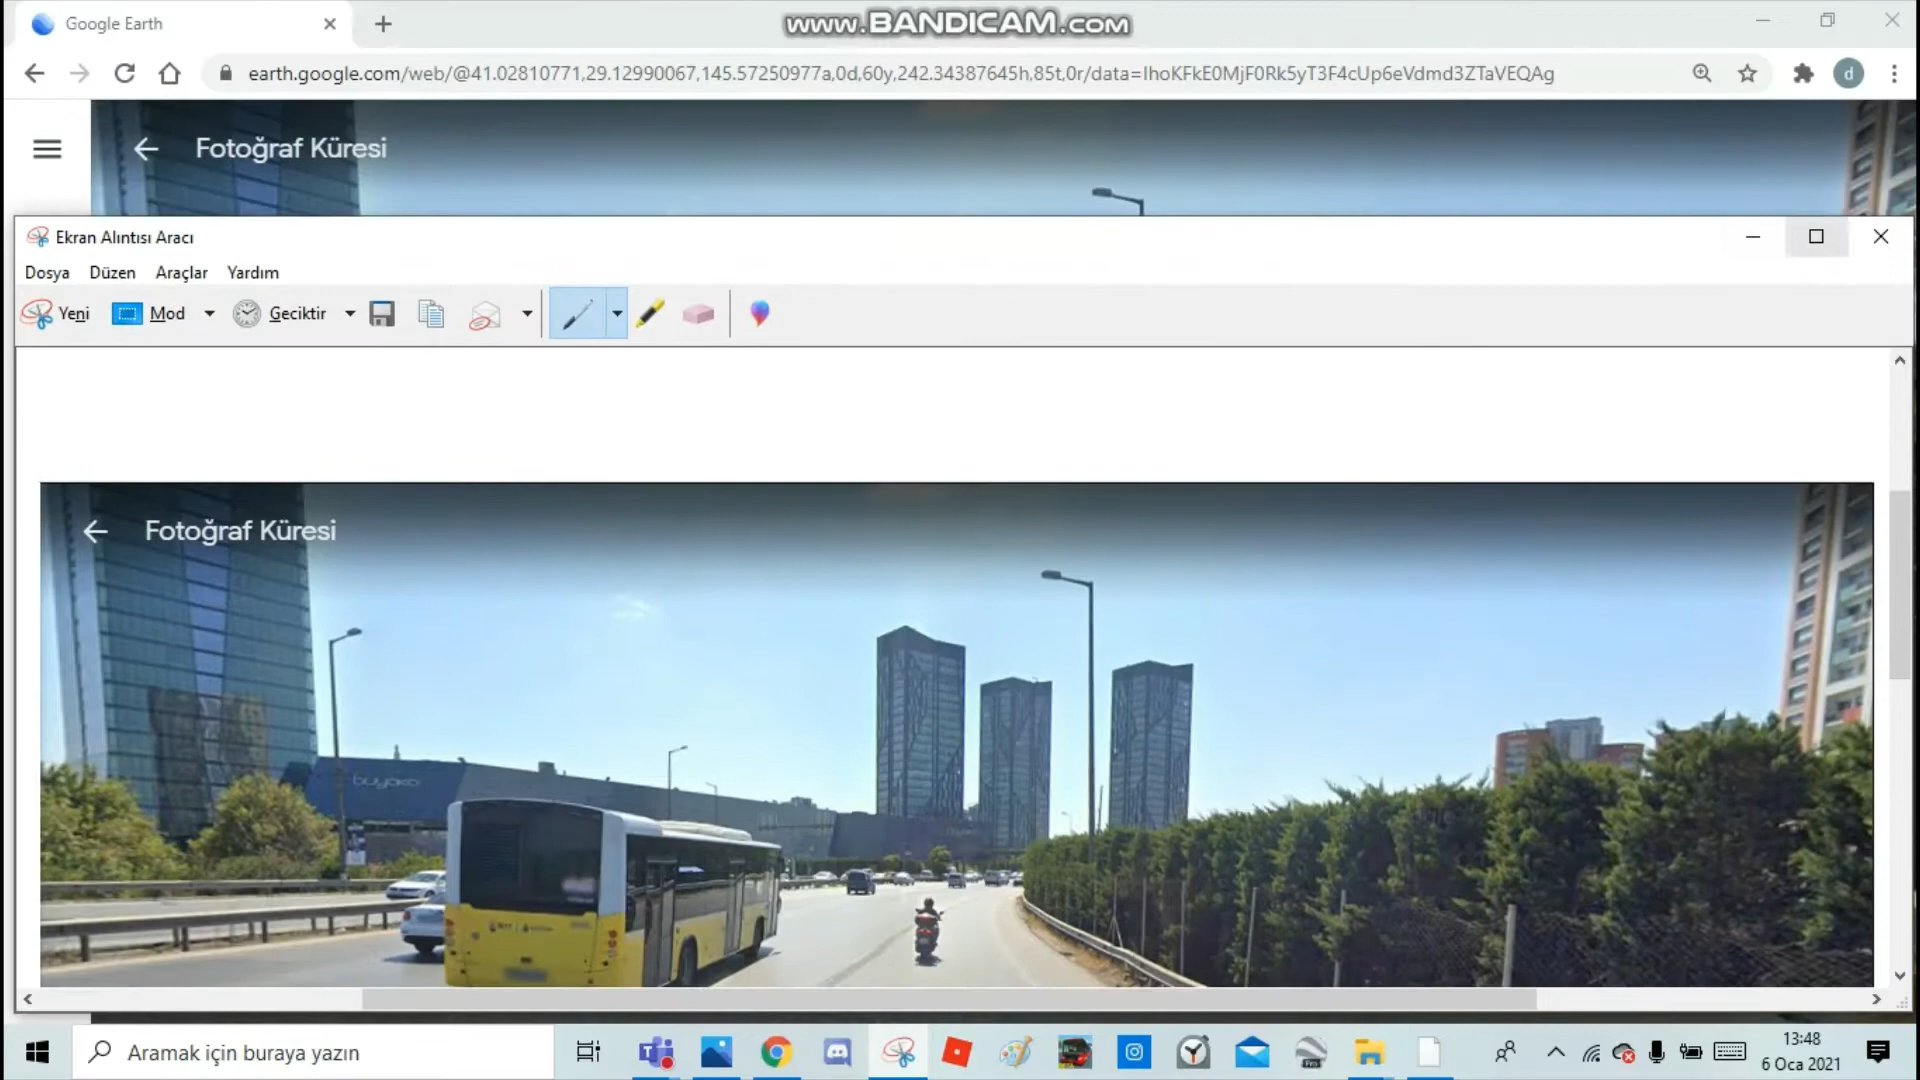 Google Earth
www.BANDICAM.com
earth.google.com/web/@41.02810771,29.12990067,145.57250977a,0d,60y,242.34387645h,85t,0r/data=IhoKFkE0MjF0Rk5yT3F4cUp6eVdmd3ZTaVEQAg
d
Fotoğraf Küresi
Ekran Alıntısı Aracı
Dosya Düzen Araçlar Yardım
Yeni Mod Geciktir
Fotoğraf Küresi
buyaka
Aramak için buraya yazın
13:48
6 Oca 2021